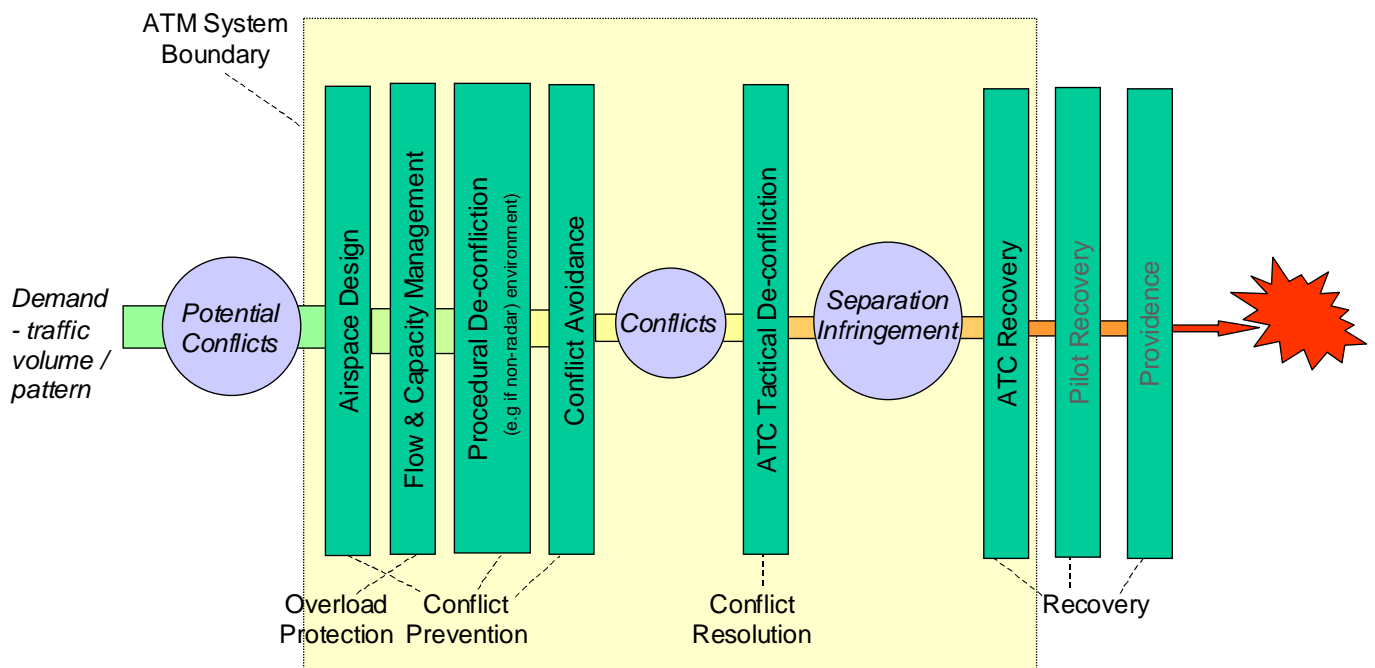 ATM System
Boundary
Demand
- traffic
volume /
pattern
Potential
Conflicts
Airspace Design
Flow & Capacity Management
Procedural De-confliction
(e.g if non-radar) environment)
Conflict Avoidance
Conflicts
ATC Tactical De-confliction
Separation
Infringement
ATC Recovery
Pilot Recovery
Providence
Overload
Protection
Conflict
Prevention
Conflict
Resolution
Recovery